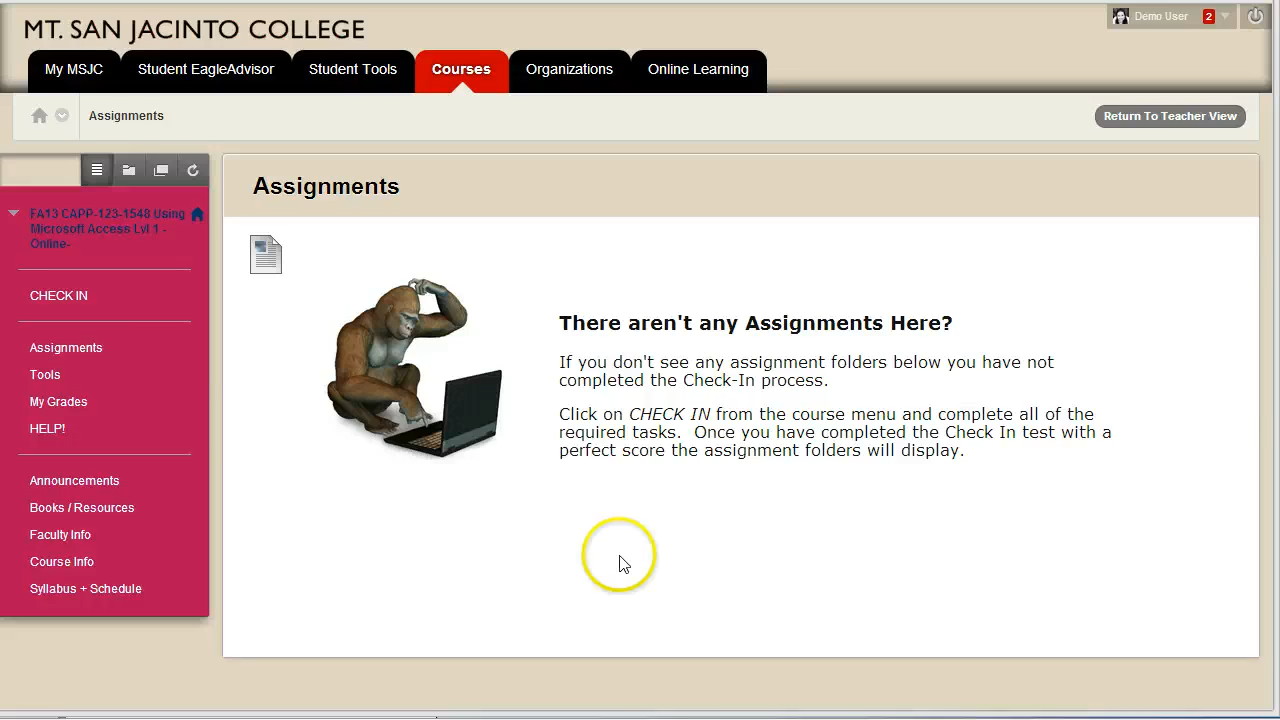 MT. SAN JACINTO COLLEGE
Demo User 2
My MSJC Student EagleAdvisor Student Tools Courses Organizations Online Learning
Assignments
Return To Teacher View
FA13 CAPP-123-1548 Using
Microsoft Access Lvl 1 -
Online-
CHECK IN
Assignments
Tools
My Grades
HELP!
Announcements
Books / Resources
Faculty Info
Course Info
Syllabus + Schedule
Assignments
There aren't any Assignments Here?
If you don't see any assignment folders below you have not
completed the Check-In process.
Click on CHECK IN from the course menu and complete all of the
required tasks.  Once you have completed the Check In test with a
perfect score the assignment folders will display.